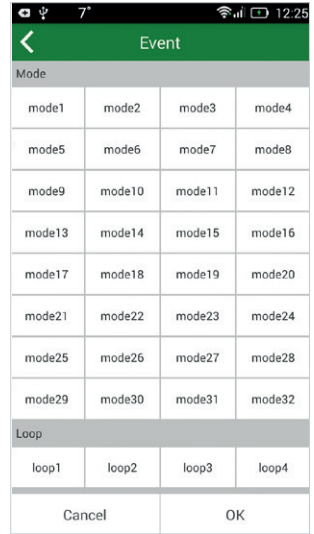 7° 12:25
Event
Mode
mode1 mode2 mode3 mode4
mode5 mode6 mode7 mode8
mode9 mode10 mode11 mode12
mode13 mode14 mode15 mode16
mode17 mode18 mode19 mode20
mode21 mode22 mode23 mode24
mode25 mode26 mode27 mode28
mode29 mode30 mode31 mode32
Loop
loop1 loop2 loop3 loop4
Cancel OK